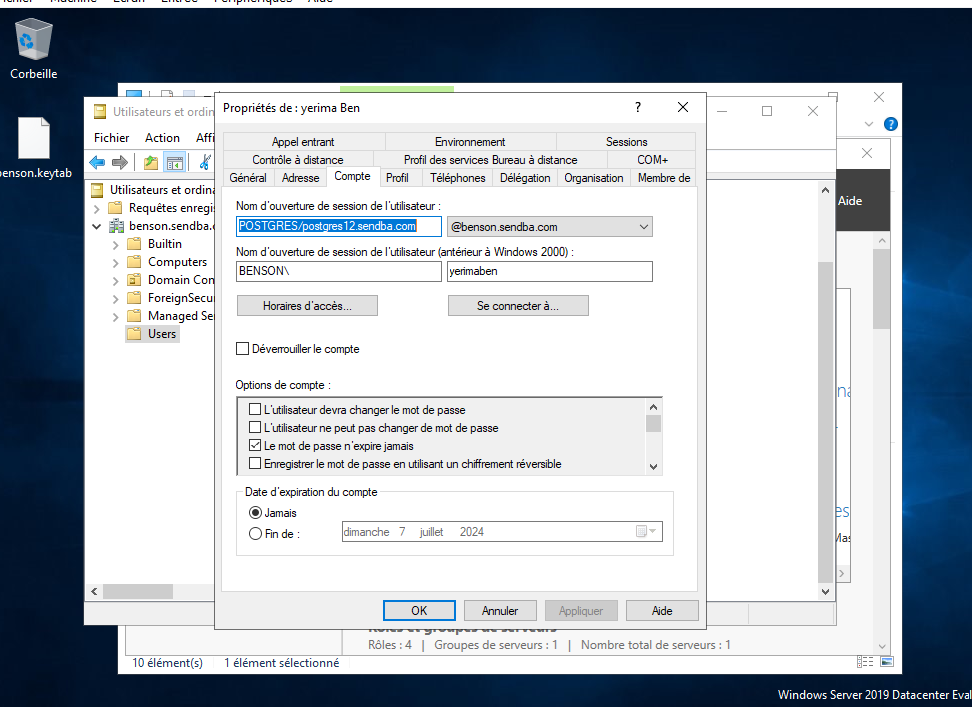 Machine Écran Entrée Périphériques Aide
Corbeille
benson.keytab
Utilisateurs et ordin
Fichier Action Affi
Utilisateurs et ordina
Requêtes enregi
benson.sendba.c
Builtin
Computers
Domain Con
ForeignSecu
Managed Se
Users
Propriétés de : yerima Ben
?
Appel entrant Environnement Sessions
Contrôle à distance Profil des services Bureau à distance COM+
Général Adresse Compte Profil Téléphones Délégation Organisation Membre de
Nom d'ouverture de session de l'utilisateur :
POSTGRES/postgres12.sendba.com @benson.sendba.com
Nom d'ouverture de session de l'utilisateur (antérieur à Windows 2000) :
BENSON\ yerimaben
Horaires d'accès... Se connecter à...
Déverrouiller le compte
Options de compte :
L'utilisateur devra changer le mot de passe
L'utilisateur ne peut pas changer de mot de passe
Le mot de passe n'expire jamais
Enregistrer le mot de passe en utilisant un chiffrement réversible
Date d'expiration du compte
Jamais
Fin de : dimanche 7 juillet 2024
OK Annuler Appliquer Aide
?
Aide
Rôles et groupes de serveurs
Rôles : 4 | Groupes de serveurs : 1 | Nombre total de serveurs : 1
10 élément(s) 1 élément sélectionné
Windows Server 2019 Datacenter Eval